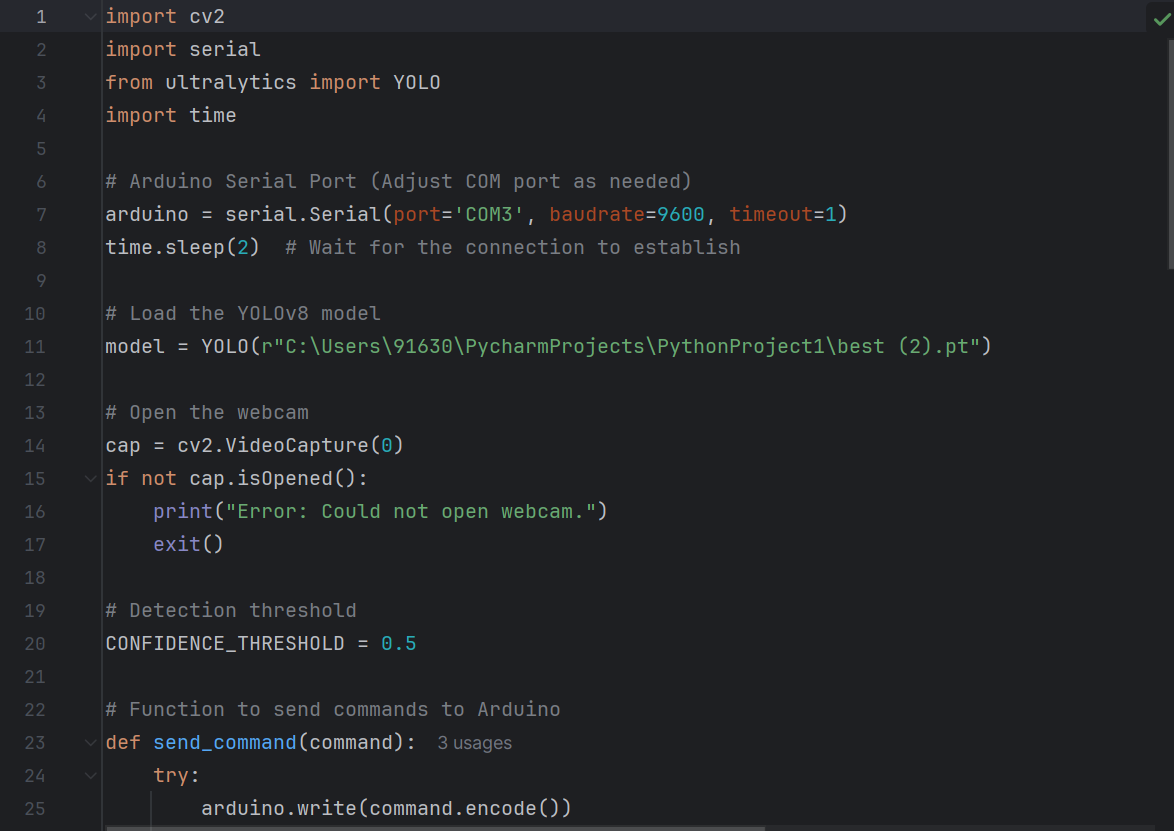 1 import cv2
2 import serial
3 from ultralytics import YOLO
4 import time
5
6 # Arduino Serial Port (Adjust COM port as needed)
7 arduino = serial.Serial(port='COM3', baudrate=9600, timeout=1)
8 time.sleep(2)  # Wait for the connection to establish
9
10 # Load the YOLOv8 model
11 model = YOLO(r"C:\Users\91630\PycharmProjects\PythonProject1\best (2).pt")
12
13 # Open the webcam
14 cap = cv2.VideoCapture(0)
15 if not cap.isOpened():
16     print("Error: Could not open webcam.")
17     exit()
18
19 # Detection threshold
20 CONFIDENCE_THRESHOLD = 0.5
21
22 # Function to send commands to Arduino
23 def send_command(command):  3 usages
24     try:
25         arduino.write(command.encode())